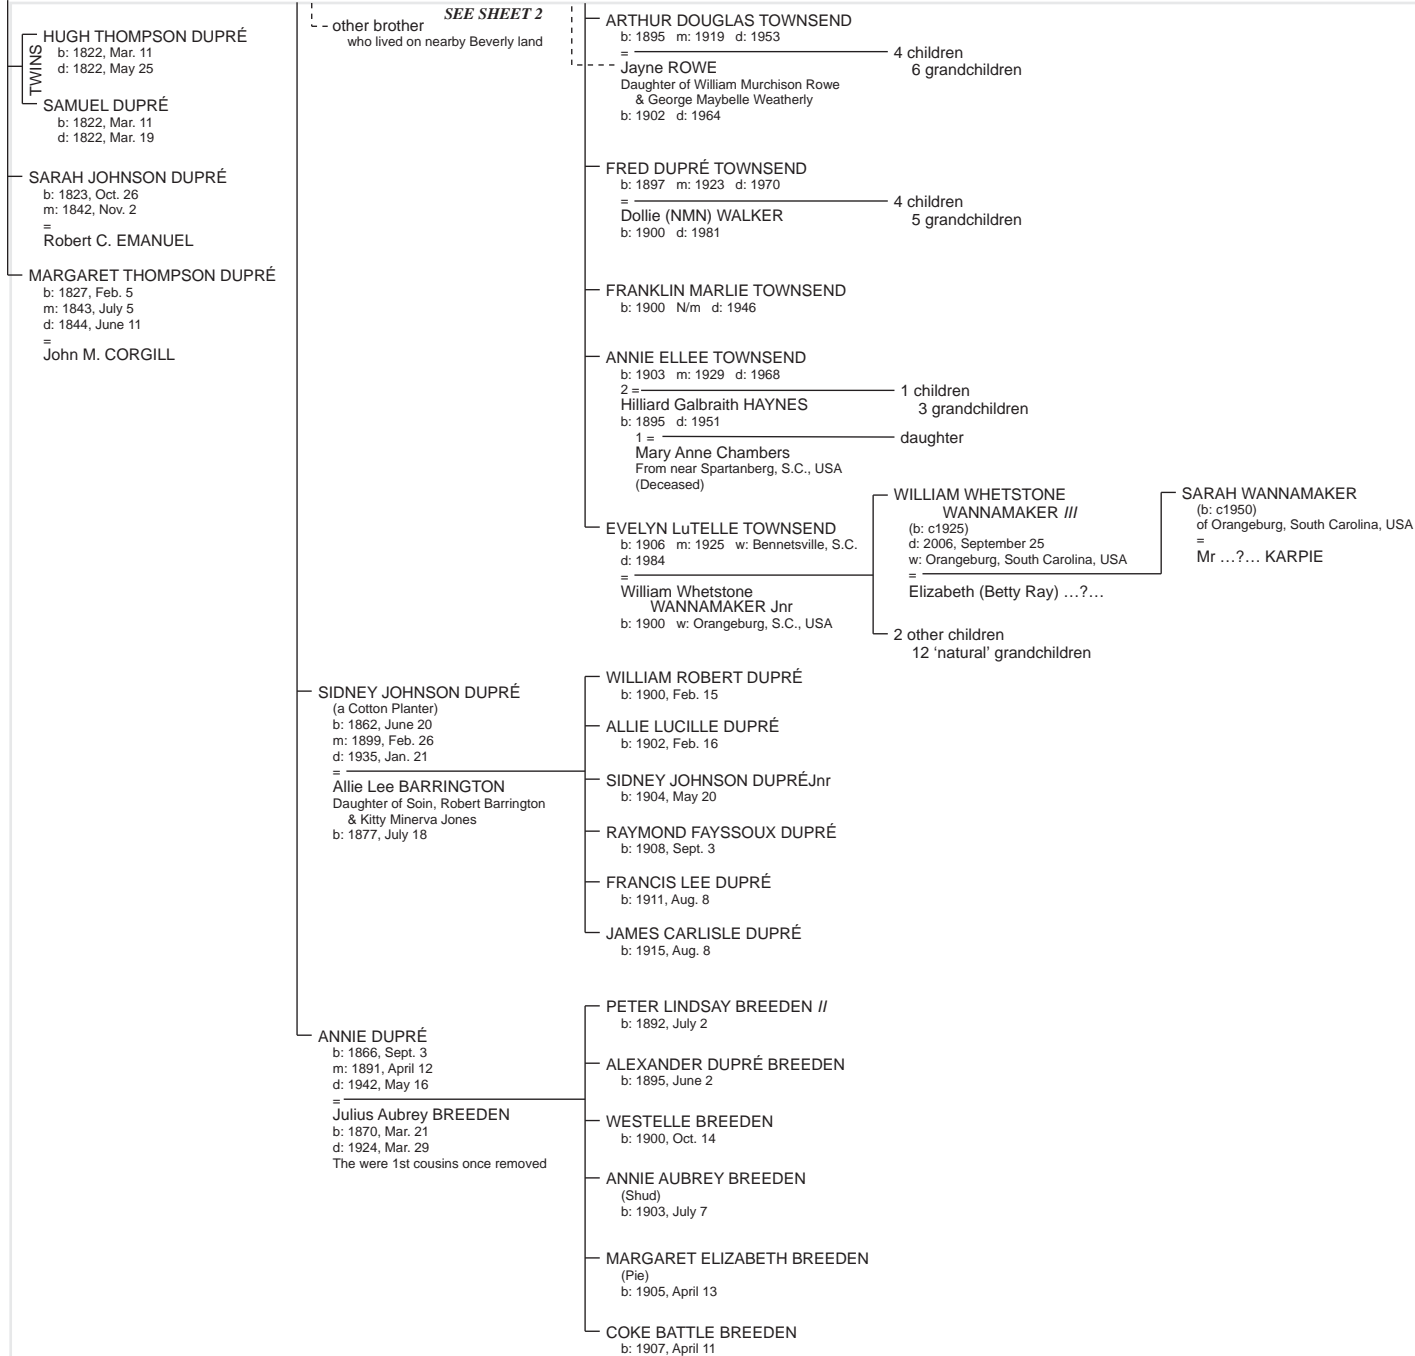 TWINS
HUGH THOMPSON DUPRÉ
b: 1822, Mar. 11
d: 1822, May 25
SAMUEL DUPRÉ
b: 1822, Mar. 11
d: 1822, Mar. 19
SARAH JOHNSON DUPRÉ
b: 1823, Oct. 26
m: 1842, Nov. 2
=
Robert C. EMANUEL
MARGARET THOMPSON DUPRÉ
b: 1827, Feb. 5
m: 1843, July 5
d: 1844, June 11
=
John M. CORGILL
SEE SHEET 2
other brother
who lived on nearby Beverly land
SIDNEY JOHNSON DUPRÉ
(a Cotton Planter)
b: 1862, June 20
m: 1899, Feb. 26
d: 1935, Jan. 21
=
Allie Lee BARRINGTON
Daughter of Soin, Robert Barrington
& Kitty Minerva Jones
b: 1877, July 18
ANNIE DUPRÉ
b: 1866, Sept. 3
m: 1891, April 12
d: 1942, May 16
=
Julius Aubrey BREEDEN
b: 1870, Mar. 21
d: 1924, Mar. 29
The were 1st cousins once removed
ARTHUR DOUGLAS TOWNSEND
b: 1895 m: 1919 d: 1953
=
Jayne ROWE
Daughter of William Murchison Rowe
& George Maybelle Weatherly
b: 1902 d: 1964
4 children
6 grandchildren
FRED DUPRÉ TOWNSEND
b: 1897 m: 1923 d: 1970
=
Dollie (NMN) WALKER
b: 1900 d: 1981
4 children
5 grandchildren
FRANKLIN MARLIE TOWNSEND
b: 1900 N/m d: 1946
ANNIE ELLEE TOWNSEND
b: 1903 m: 1929 d: 1968
2 =
Hilliard Galbraith HAYNES
b: 1895 d: 1951
1 =
Mary Anne Chambers
From near Spartanberg, S.C., USA
(Deceased)
1 children
3 grandchildren
daughter
EVELYN LuTELLE TOWNSEND
b: 1906 m: 1925 w: Bennetsville, S.C.
d: 1984
=
William Whetstone
WANNAMAKER Jnr
b: 1900 w: Orangeburg, S.C., USA
WILLIAM WHETSTONE
WANNAMAKER III
(b: c1925)
d: 2006, September 25
w: Orangeburg, South Carolina, USA
=
Elizabeth (Betty Ray) …?…
2 other children
12 ‘natural’ grandchildren
SARAH WANNAMAKER
(b: c1950)
of Orangeburg, South Carolina, USA
=
Mr …?… KARPIE
WILLIAM ROBERT DUPRÉ
b: 1900, Feb. 15
ALLIE LUCILLE DUPRÉ
b: 1902, Feb. 16
SIDNEY JOHNSON DUPRÉJnr
b: 1904, May 20
RAYMOND FAYSSOUX DUPRÉ
b: 1908, Sept. 3
FRANCIS LEE DUPRÉ
b: 1911, Aug. 8
JAMES CARLISLE DUPRÉ
b: 1915, Aug. 8
PETER LINDSAY BREEDEN II
b: 1892, July 2
ALEXANDER DUPRÉ BREEDEN
b: 1895, June 2
WESTELLE BREEDEN
b: 1900, Oct. 14
ANNIE AUBREY BREEDEN
(Shud)
b: 1903, July 7
MARGARET ELIZABETH BREEDEN
(Pie)
b: 1905, April 13
COKE BATTLE BREEDEN
b: 1907, April 11